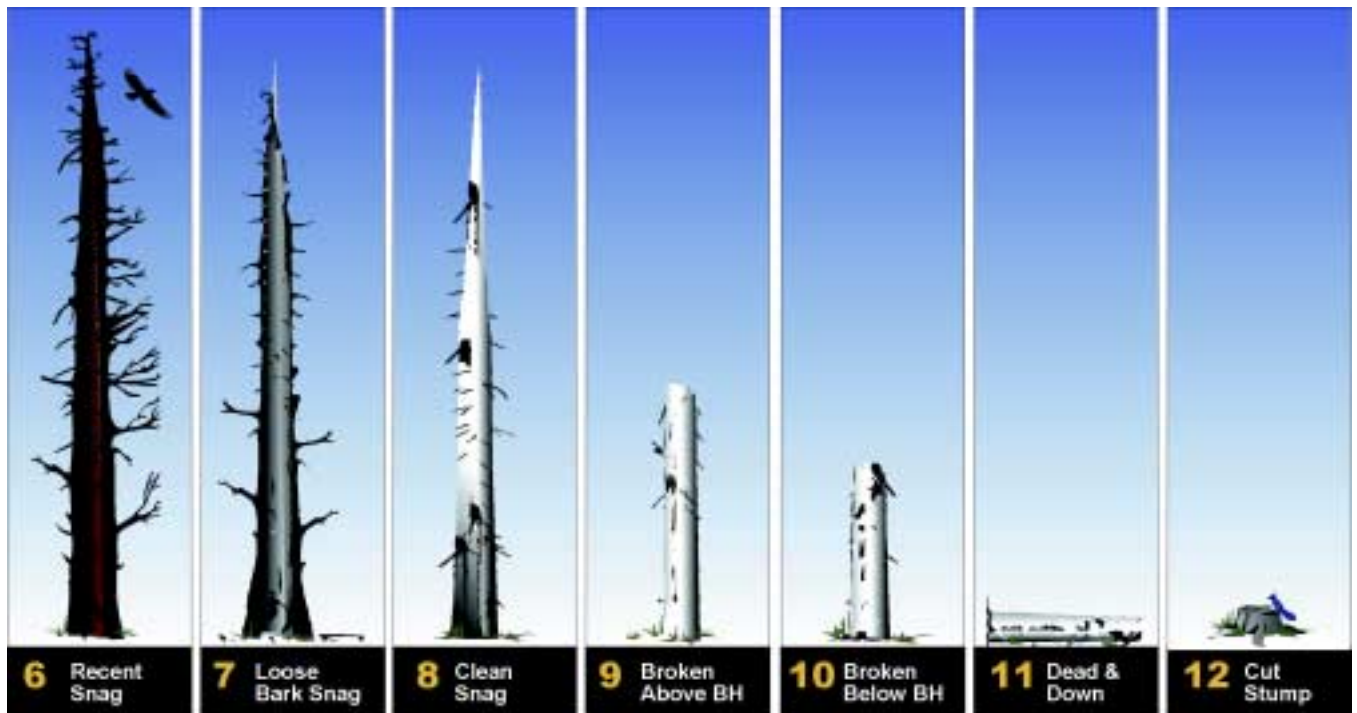 6 Recent
Snag
7 Loose
Bark Snag
8 Clean
Snag
9 Broken
Above BH
10 Broken
Below BH
11 Dead &
Down
12 Cut
Stump